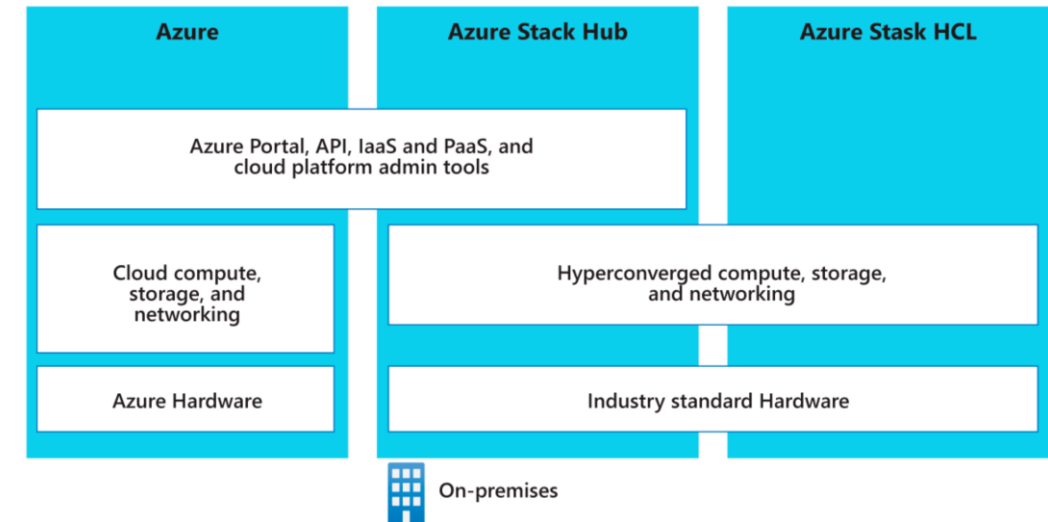 Azure
Azure Stack Hub
Azure Stask HCL
Azure Portal, API, IaaS and PaaS, and
cloud platform admin tools
Cloud compute,
storage, and
networking
Hyperconverged compute, storage,
and networking
Azure Hardware
Industry standard Hardware
On-premises